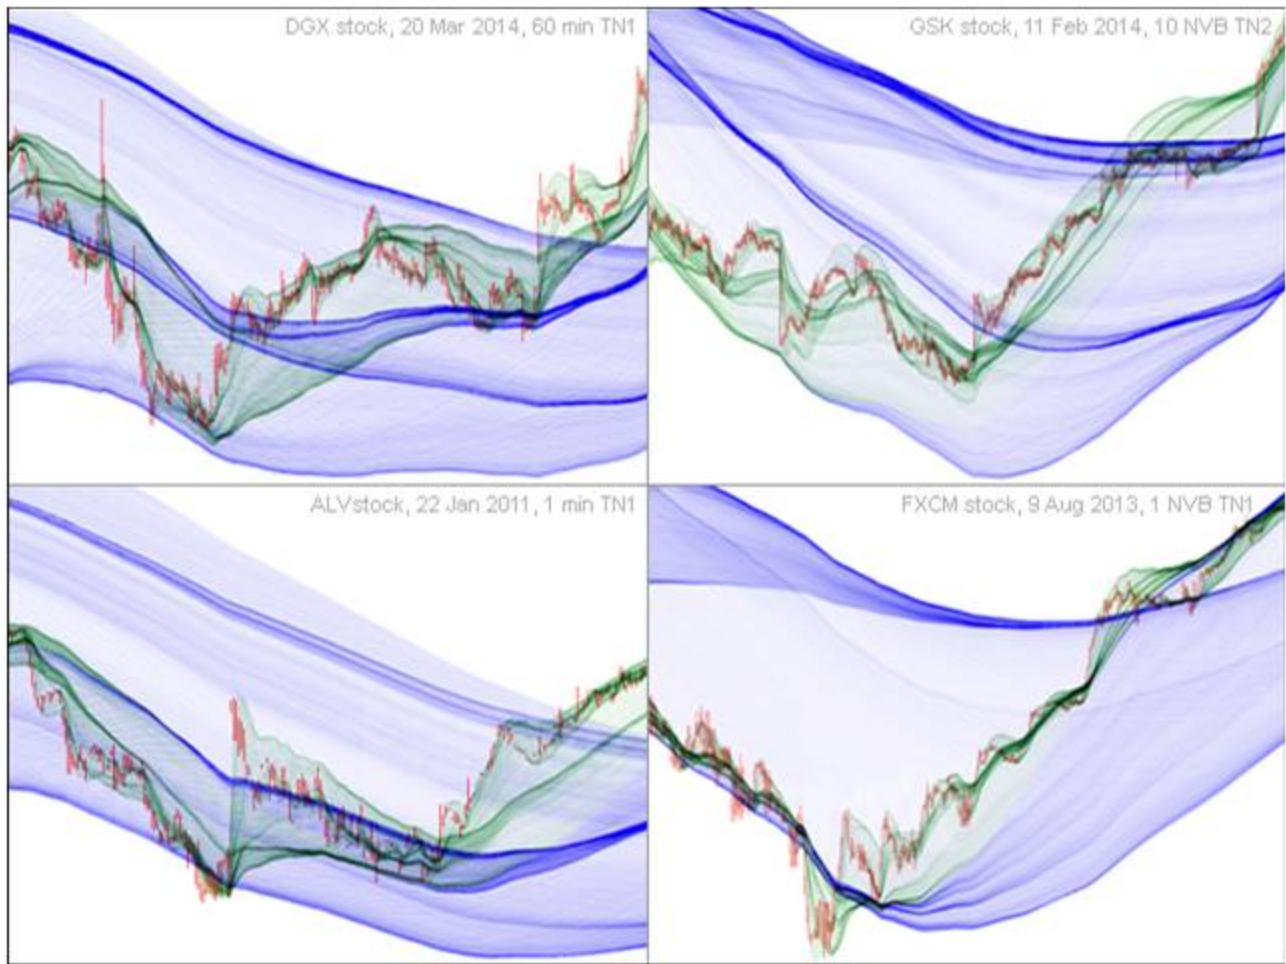 DGX stock, 20 Mar 2014, 60 min TN1
GSK stock, 11 Feb 2014, 10 NVB TN2
ALVstock, 22 Jan 2011, 1 min TN1
FXCM stock, 9 Aug 2013, 1 NVB TN1